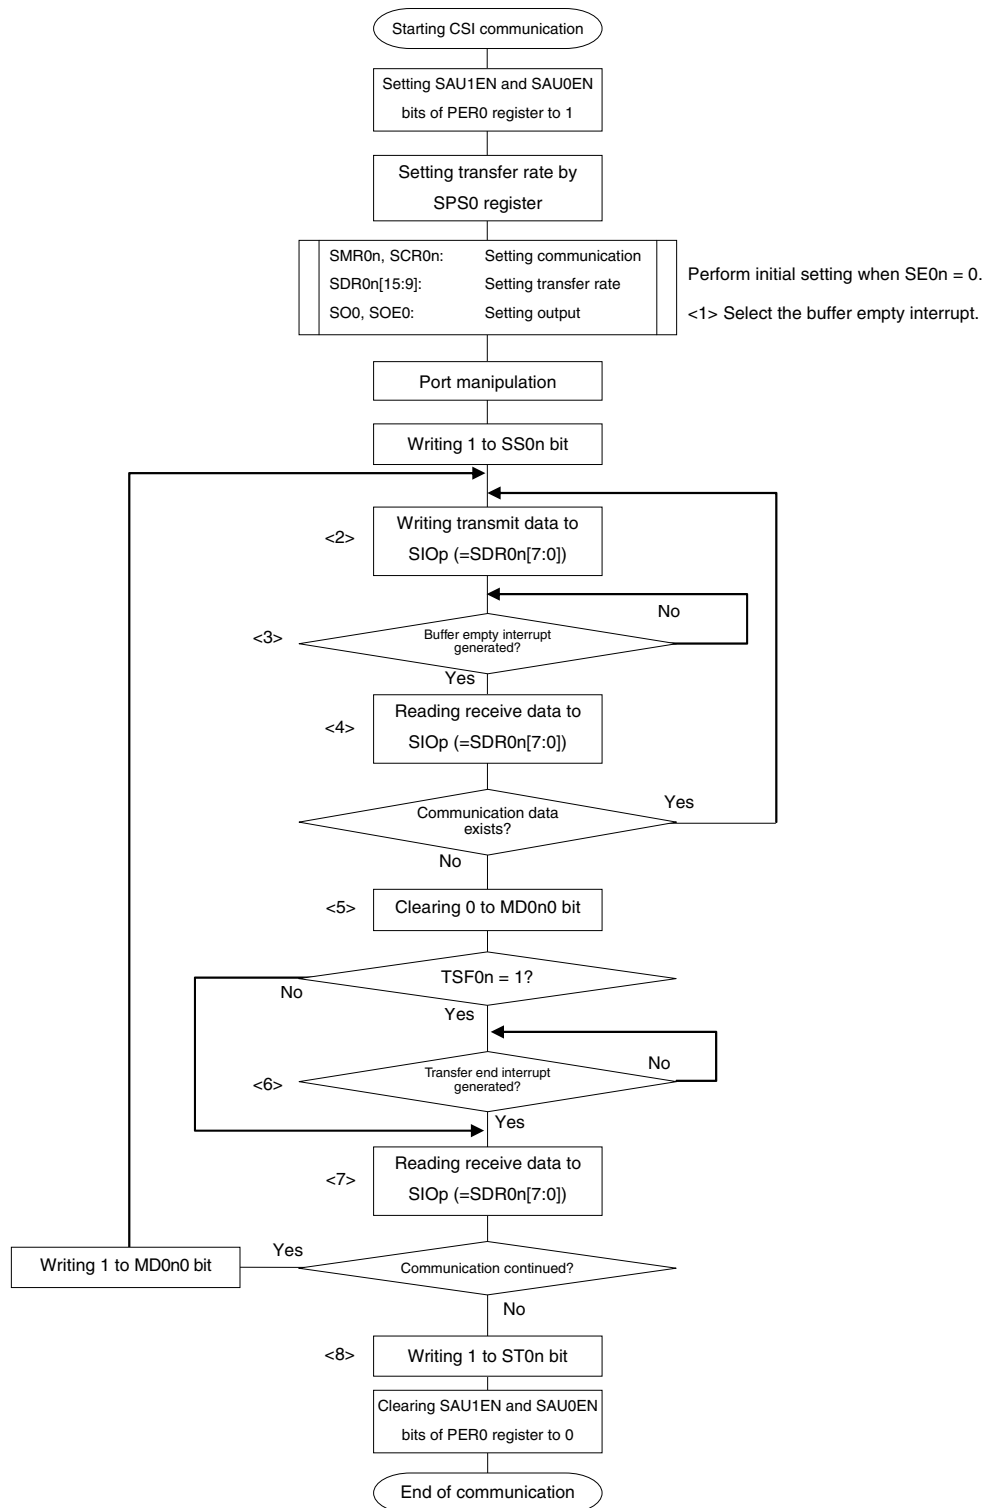 Starting CSI communication
Setting SAU1EN and SAU0EN
bits of PER0 register to 1
Setting transfer rate by
SPS0 register
SMR0n, SCR0n: Setting communication
SDR0n[15:9]: Setting transfer rate
SO0, SOE0: Setting output
Perform initial setting when SE0n = 0.
<1> Select the buffer empty interrupt.
Port manipulation
Writing 1 to SS0n bit
<2>
Writing transmit data to
SIOp (=SDR0n[7:0])
No
<3>
Buffer empty interrupt
generated?
Yes
<4>
Reading receive data to
SIOp (=SDR0n[7:0])
Communication data
exists?
Yes
No
<5>
Clearing 0 to MD0n0 bit
TSF0n = 1?
No
Yes
<6>
Transfer end interrupt
generated?
No
Yes
<7>
Reading receive data to
SIOp (=SDR0n[7:0])
Writing 1 to MD0n0 bit
Yes
Communication continued?
No
<8>
Writing 1 to ST0n bit
Clearing SAU1EN and SAU0EN
bits of PER0 register to 0
End of communication